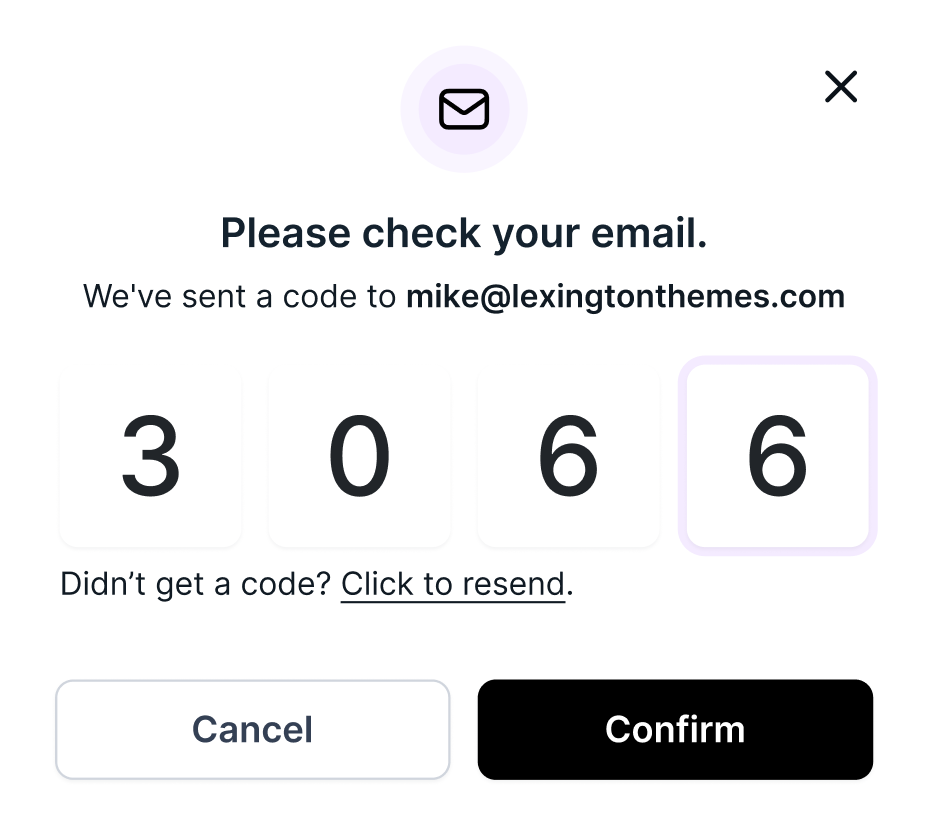 Please check your email.
We've sent a code to mike@lexingtonthemes.com
3 0 6 6
Didn’t get a code? Click to resend.
Cancel Confirm